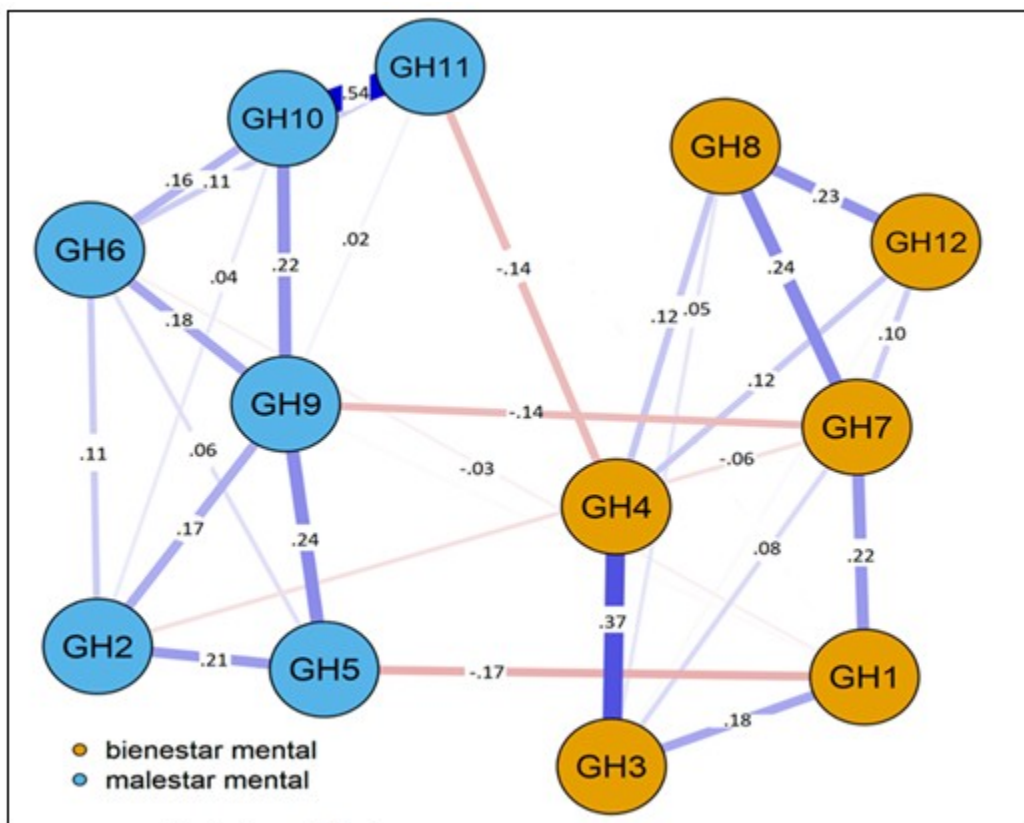 GH11
.54
GH10
GH8
.16
.11
.23
GH6
GH12
.02
.22
.04
-.14
.24
.18
.12
.05
.10
.12
GH9
-.14
GH7
.11
.06
-.03
-.06
GH4
.17
.24
.08
.22
.37
GH2
.21
GH5
-.17
GH1
.18
GH3
bienestar mental
malestar mental